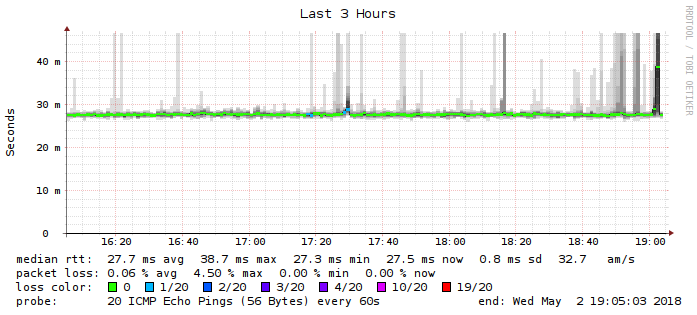 Last 3 Hours
RRDTOOL / TOBI OETIKER
Seconds
40 m
30 m
20 m
10 m
0
16:20 16:40 17:00 17:20 17:40 18:00 18:20 18:40 19:00
median rtt: 27.7 ms avg 38.7 ms max 27.3 ms min 27.5 ms now 0.8 ms sd 32.7 am/s
packet loss: 0.06 % avg 4.50 % max 0.00 % min 0.00 % now
loss color: 0 1/20 2/20 3/20 4/20 10/20 19/20
probe: 20 ICMP Echo Pings (56 Bytes) every 60s end: Wed May 2 19:05:03 2018